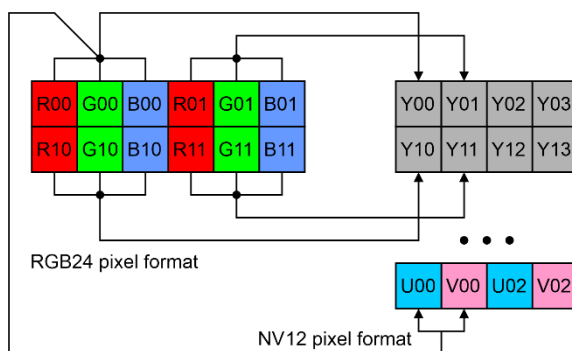 R00 G00 B00 R01 G01 B01
R10 G10 B10 R11 G11 B11
Y00 Y01 Y02 Y03
Y10 Y11 Y12 Y13
RGB24 pixel format
U00 V00 U02 V02
NV12 pixel format